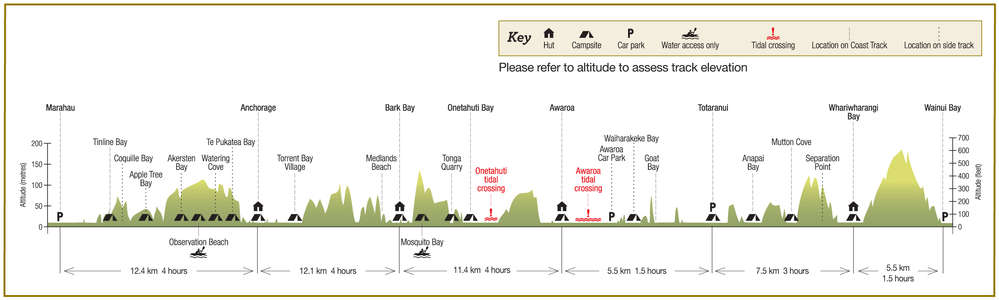 Key
Hut
Campsite
P
Car park
Water access only
Tidal crossing
Location on Coast Track
Location on side track
Please refer to altitude to assess track elevation
Marahau
Anchorage
Bark Bay
Onetahuti Bay
Awaroa
Totaranui
Whariwharangi
Bay
Wainui Bay
Tinline Bay
Coquille Bay
Apple Tree
Bay
Akersten
Bay
Watering
Cove
Te Pukatea Bay
Torrent Bay
Village
Medlands
Beach
Tonga
Quarry
Onetahuti
tidal
crossing
Awaroa
tidal
crossing
Awaroa
Car Park
Waiharakeke Bay
Goat
Bay
Anapai
Bay
Mutton Cove
Separation
Point
Altitude (metres)
200
150
100
50
0
700
600
500
400
300
200
100
0
Altitude (feet)
P
P
P
P
Observation Beach
Mosquito Bay
12.4 km 4 hours
12.1 km 4 hours
11.4 km 4 hours
5.5 km 1.5 hours
7.5 km 3 hours
5.5 km
1.5 hours